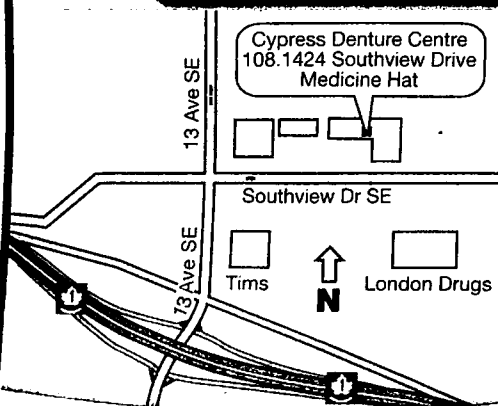 Cypress Denture Centre
108.1424 Southview Drive
Medicine Hat
13 Ave SE
Southview Dr SE
13 Ave SE
Tims
N
London Drugs
1
1